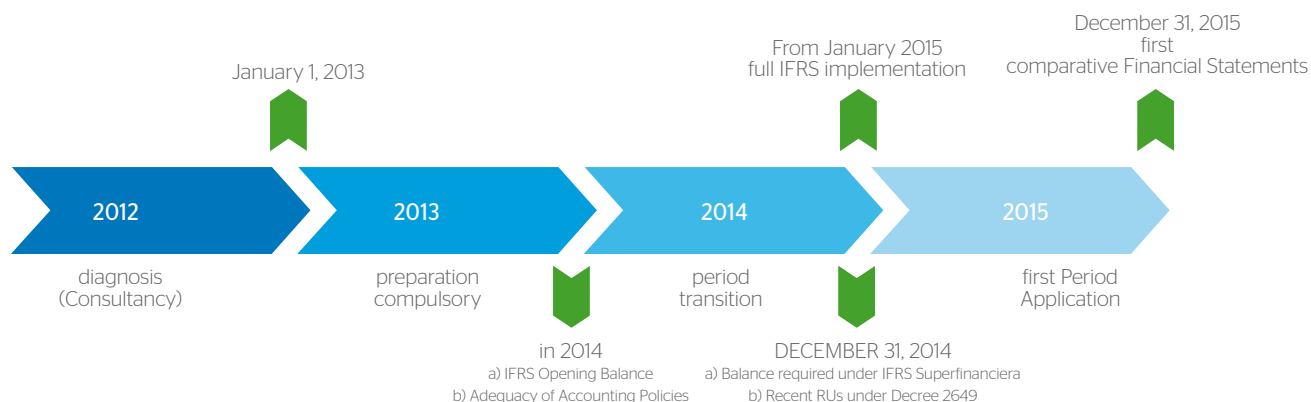 December 31, 2015
first
comparative Financial Statements
January 1, 2013
From January 2015
full IFRS implementation
2012
2013
2014
2015
diagnosis
(Consultancy)
preparation
compulsory
period
transition
first Period
Application
in 2014
a) IFRS Opening Balance
b) Adequacy of Accounting Policies
DECEMBER 31, 2014
a) Balance required under IFRS Superfinanciera
b) Recent RUs under Decree 2649